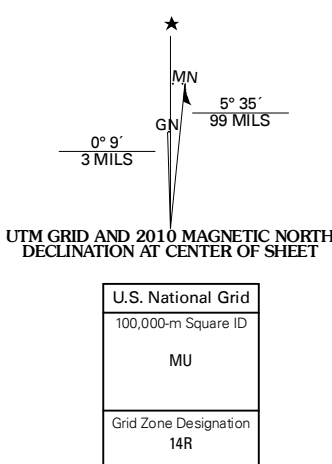 MN
5° 35´
99 MILS
GN
0° 9´
3 MILS
UTM GRID AND 2010 MAGNETIC NORTH
DECLINATION AT CENTER OF SHEET
U.S. National Grid
100,000-m Square ID
MU
Grid Zone Designation
14R